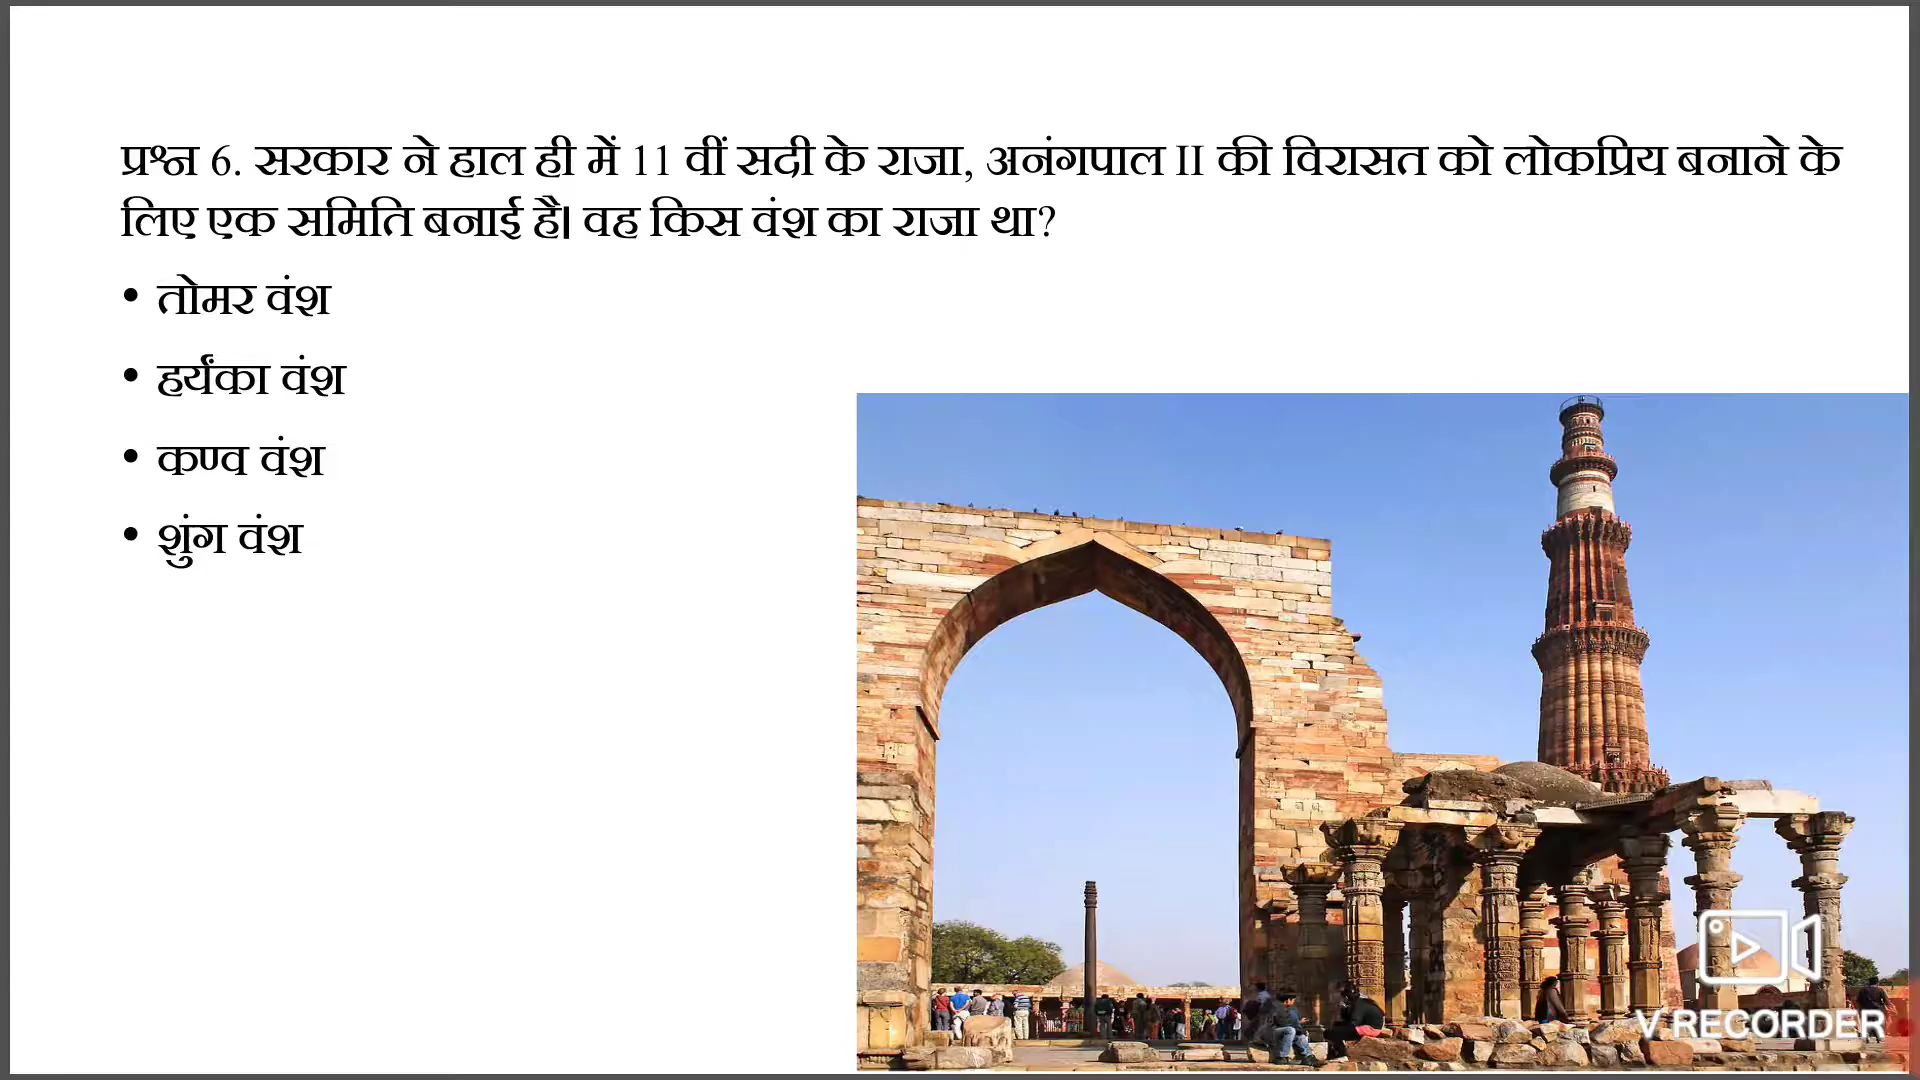 प्रश्न 6. सरकार ने हाल ही में 11 वीं सदी के राजा, अनंगपाल II की विरासत को लोकप्रिय बनाने के
लिए एक समिति बनाई है। वह किस वंश का राजा था?
• तोमर वंश
• हर्यंका वंश
• कण्व वंश
• शुंग वंश
V RECORDER